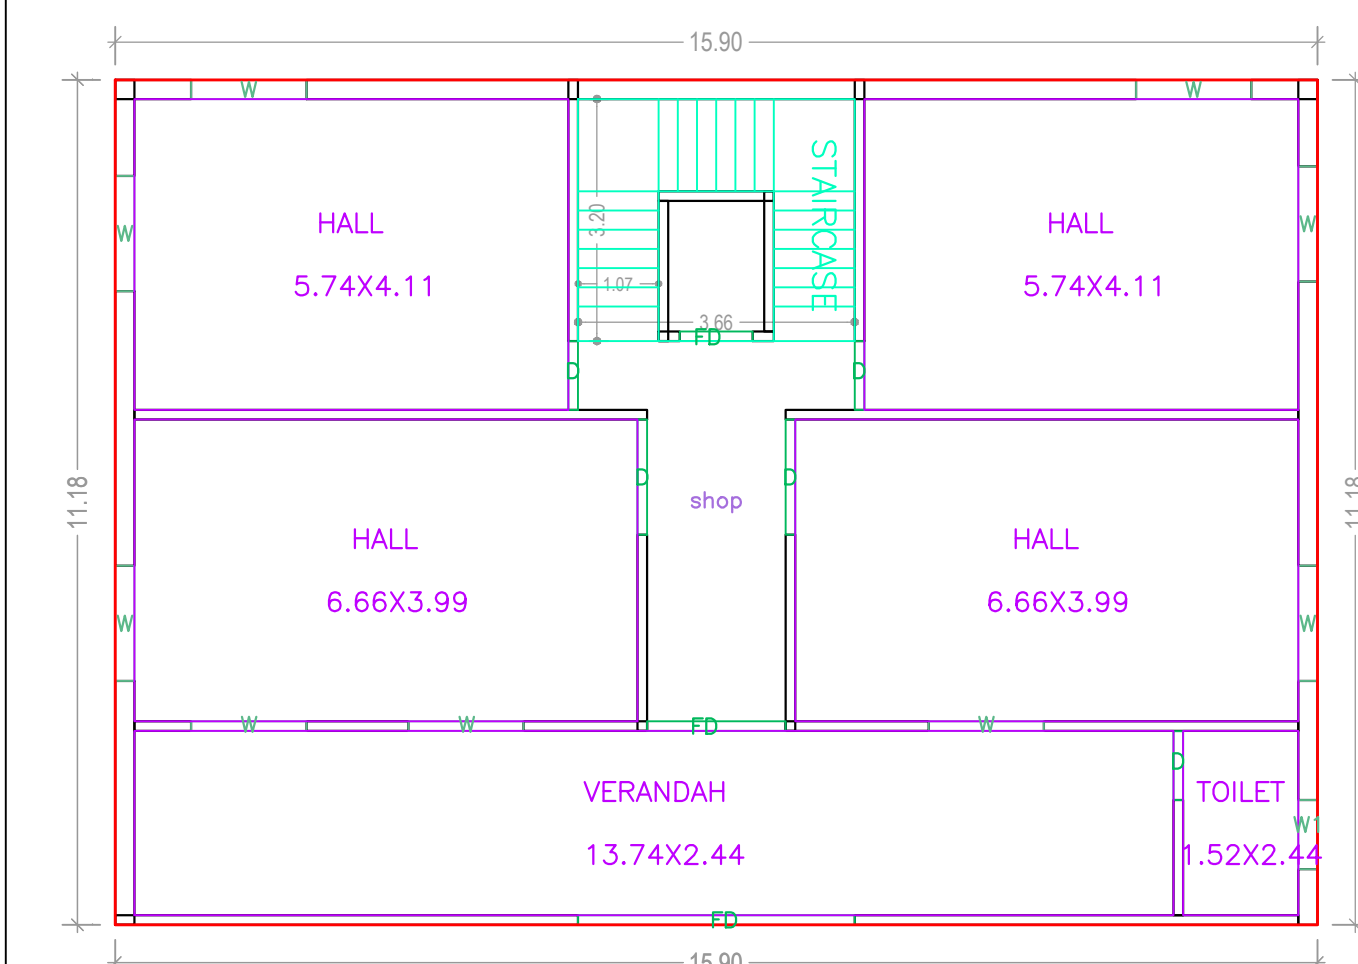 15.90
W
W
STAIRCASE
3.20
HALL
HALL
W
W
5.74X4.11
1.07
5.74X4.11
3.66
FD
D
D
D
D
11.18
shop
11.18
HALL
HALL
6.66X3.99
6.66X3.99
W
W
W
W
FD
W
D
VERANDAH
TOILET
W1
13.74X2.44
1.52X2.44
FD
15.90